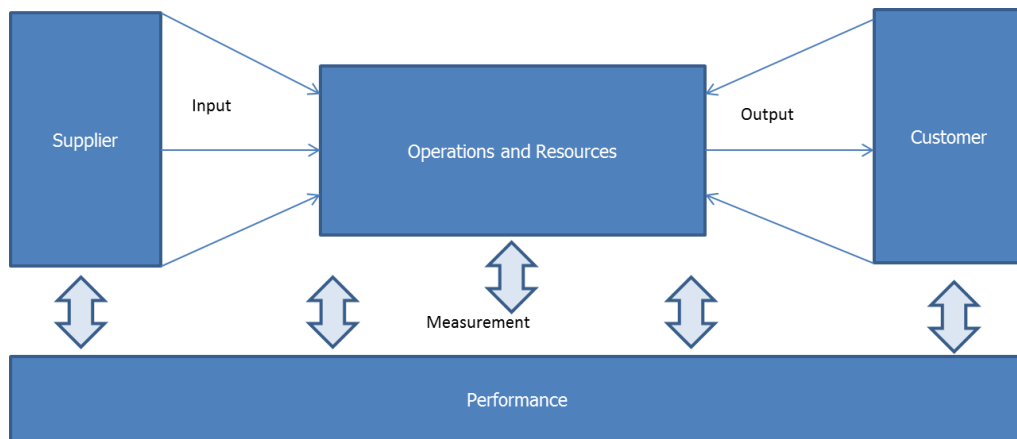 Supplier
Input
Operations and Resources
Output
Customer
Measurement
Performance